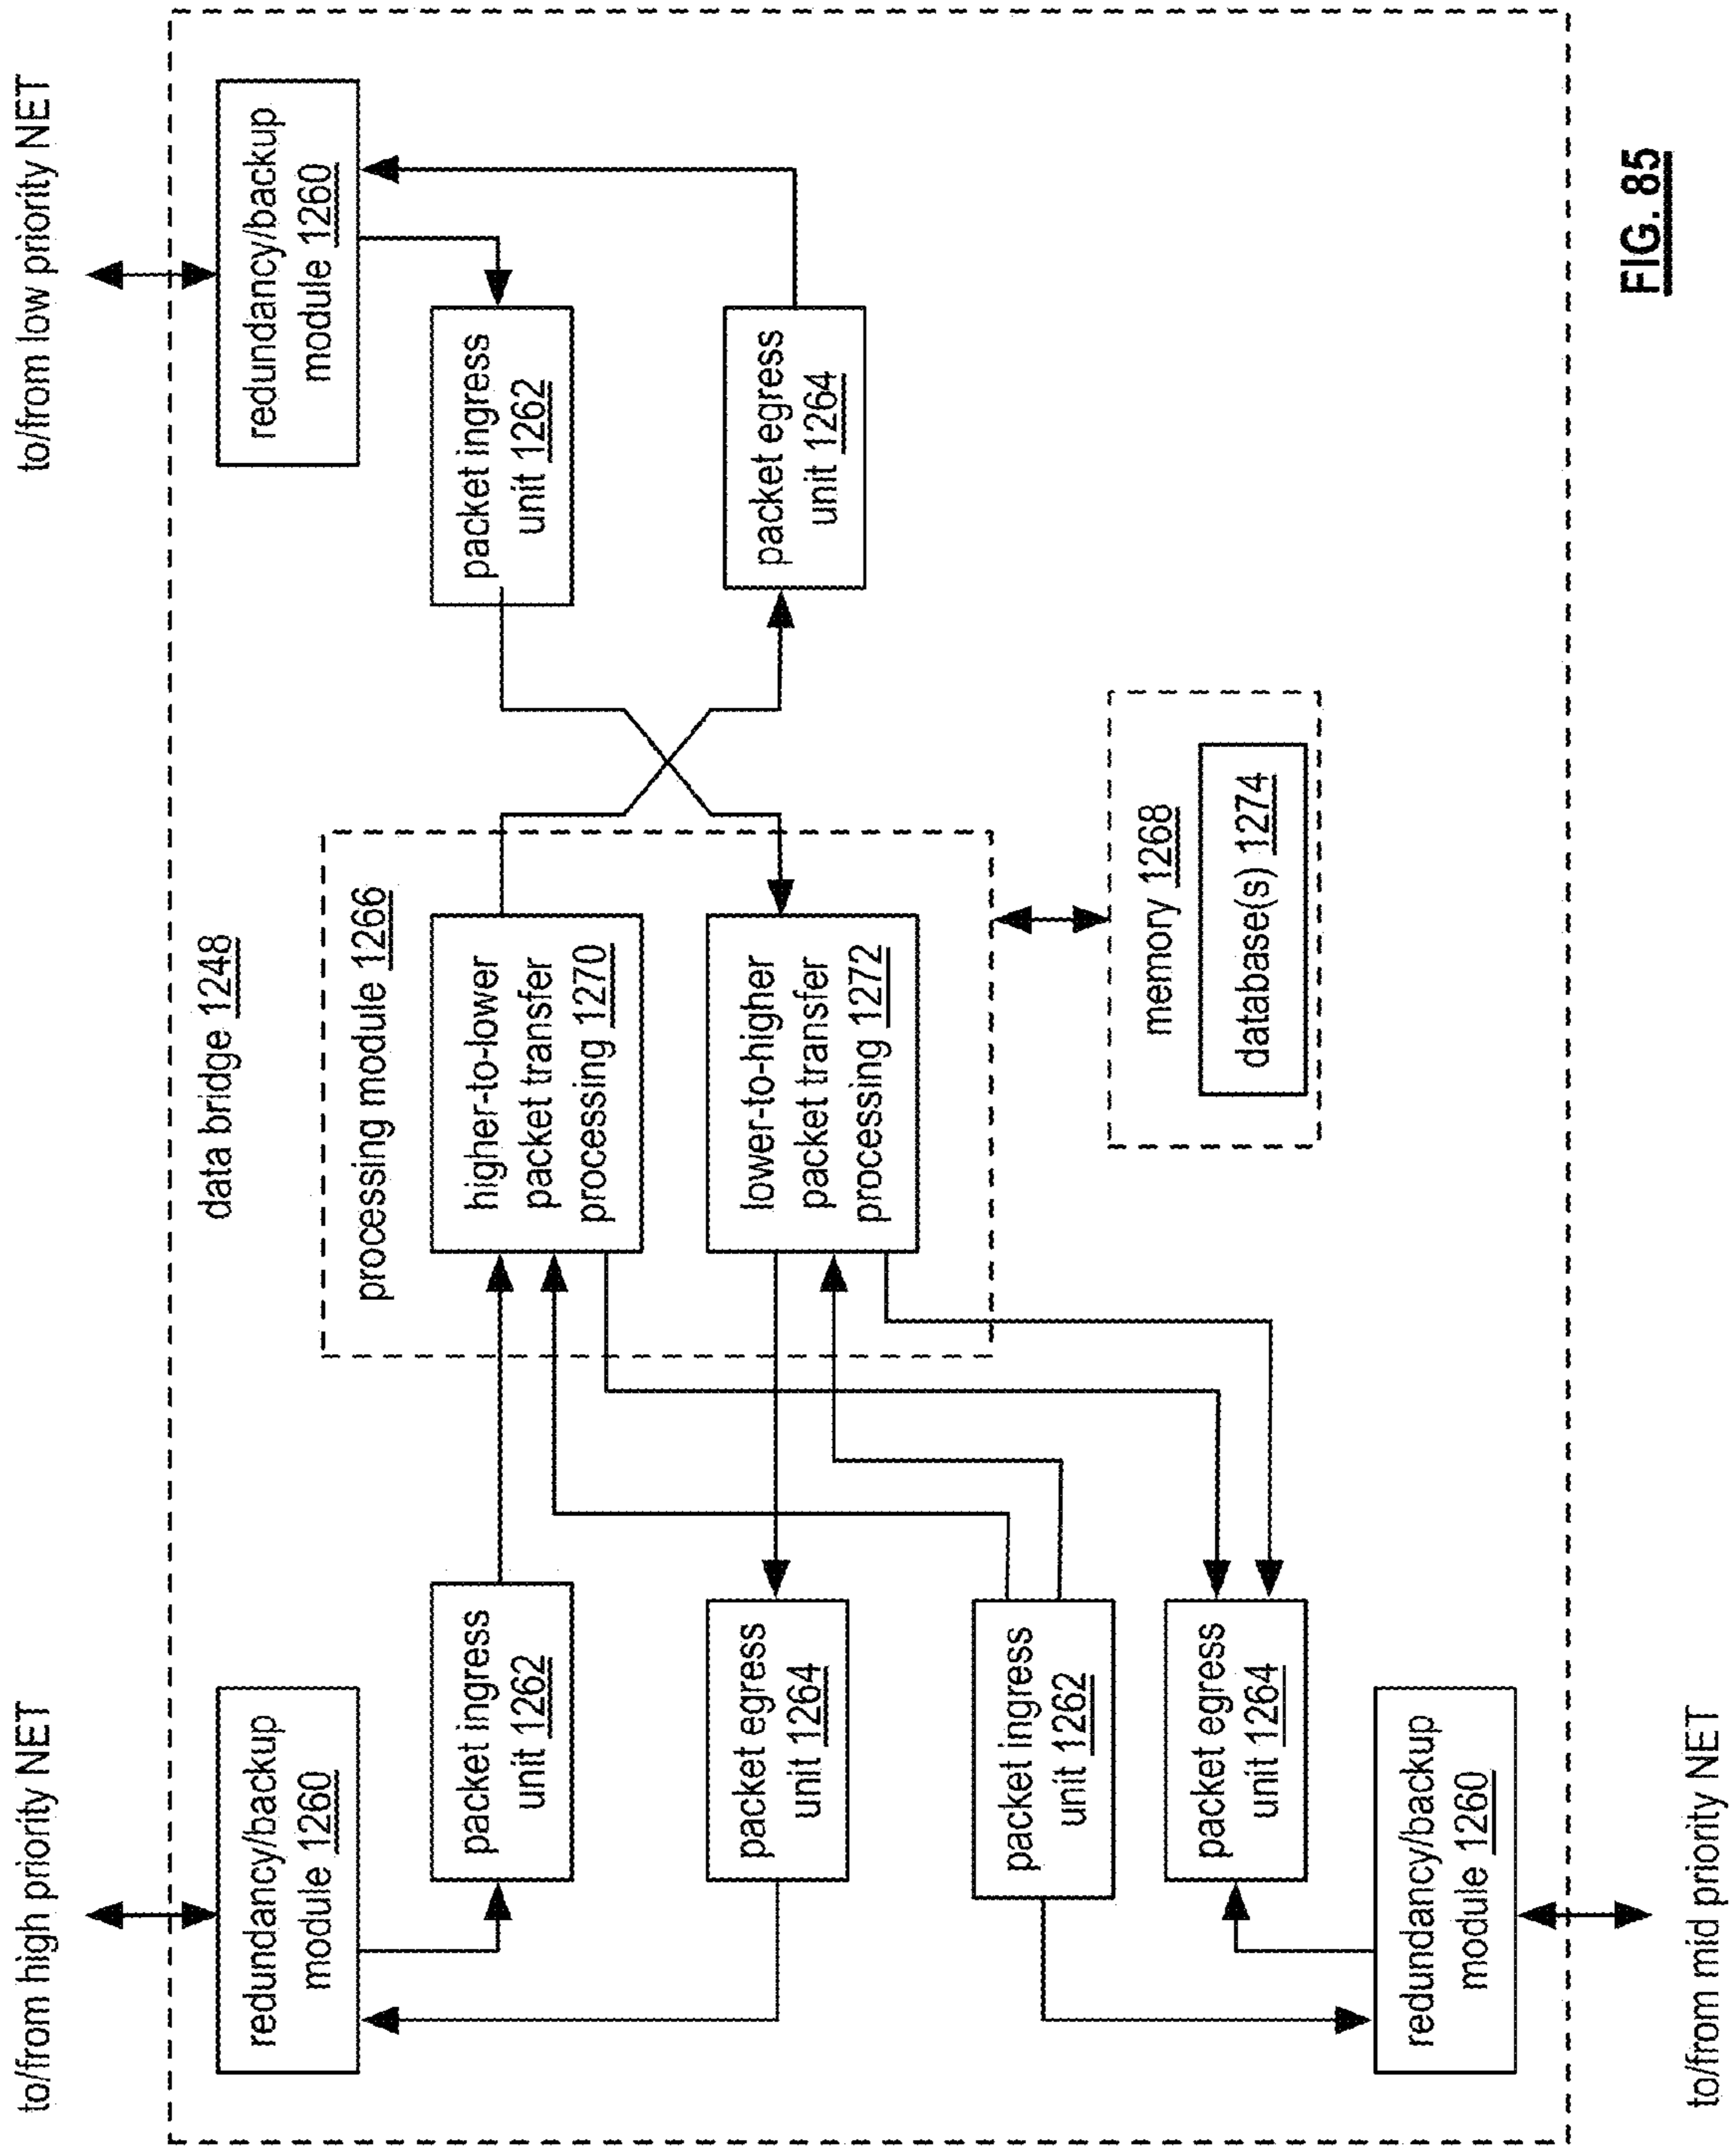 to/from high priority NET
to/from low priority NET
data bridge 1248
redundancy/backup
module 1260
redundancy/backup
module 1260
processing module 1266
packet ingress
unit 1262
higher-to-lower
packet transfer
processing 1270
packet ingress
unit 1262
packet egress
unit 1264
lower-to-higher
packet transfer
processing 1272
packet egress
unit 1264
packet ingress
unit 1262
memory 1268
packet egress
unit 1264
database(s) 1274
redundancy/backup
module 1260
to/from mid priority NET
FIG. 85